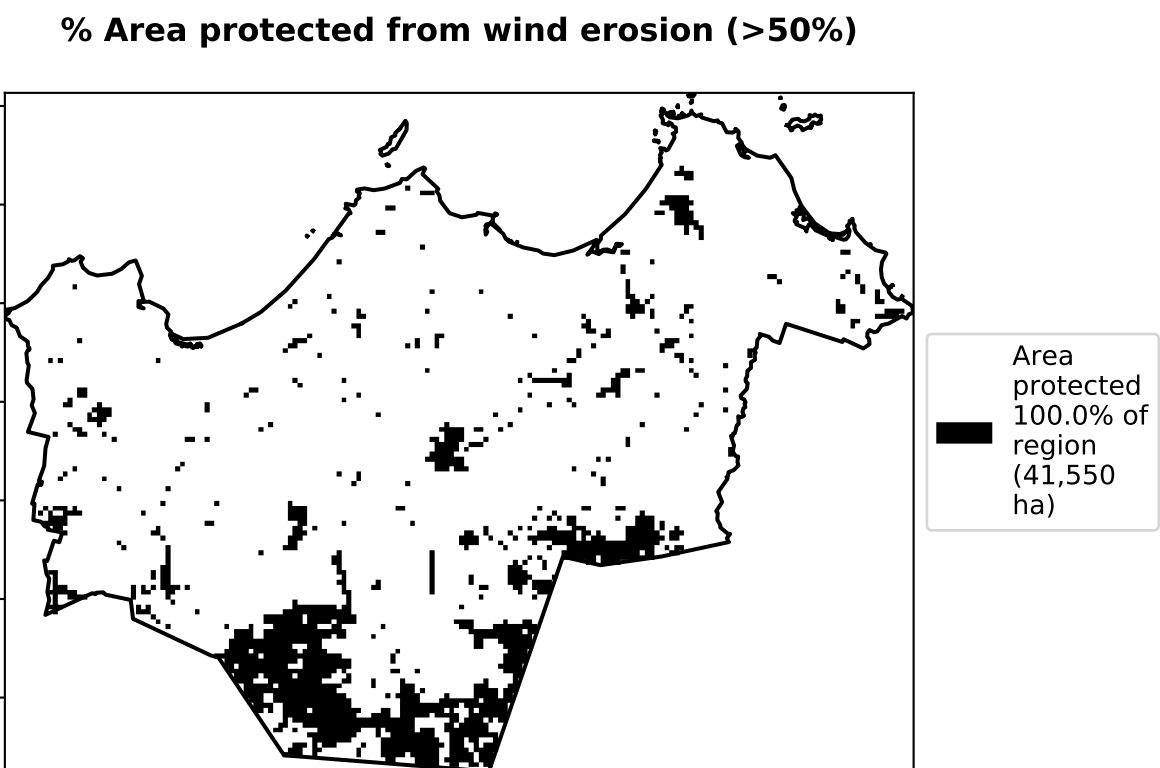 % Area protected from wind erosion (>50%)
Area
protected
100.0% of
region
(41,550
ha)